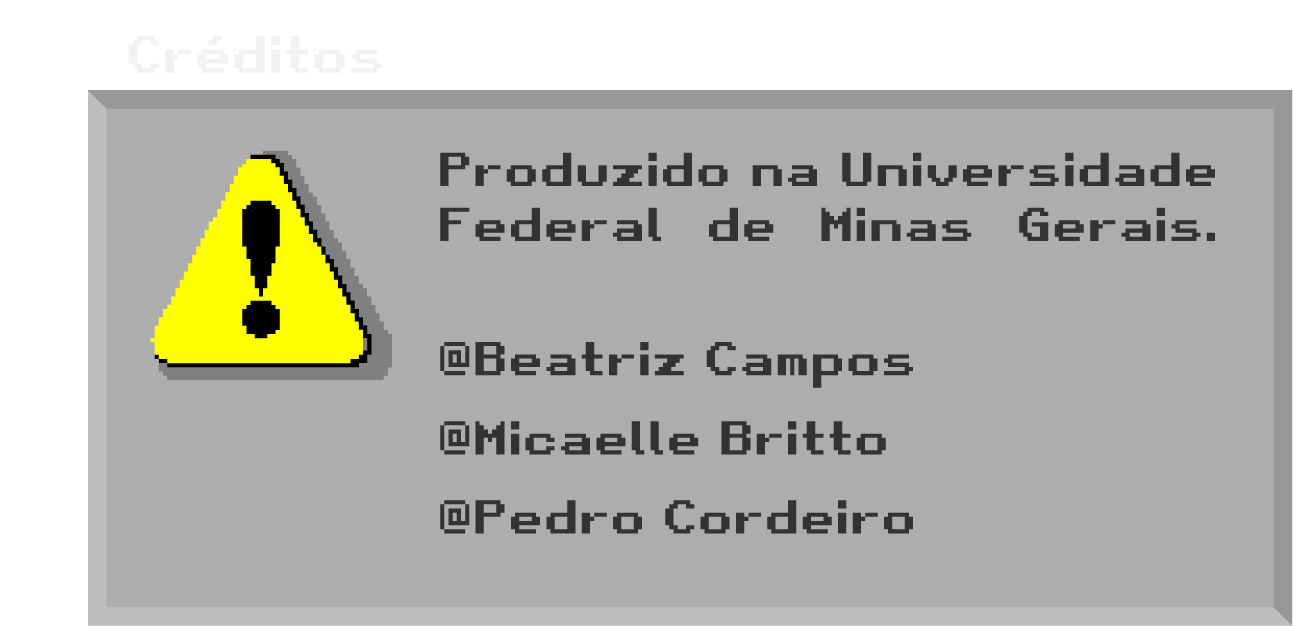 Créditos
Produzido na Universidade
Federal de Minas Gerais.
@Beatriz Campos
@Micaelle Britto
@Pedro Cordeiro